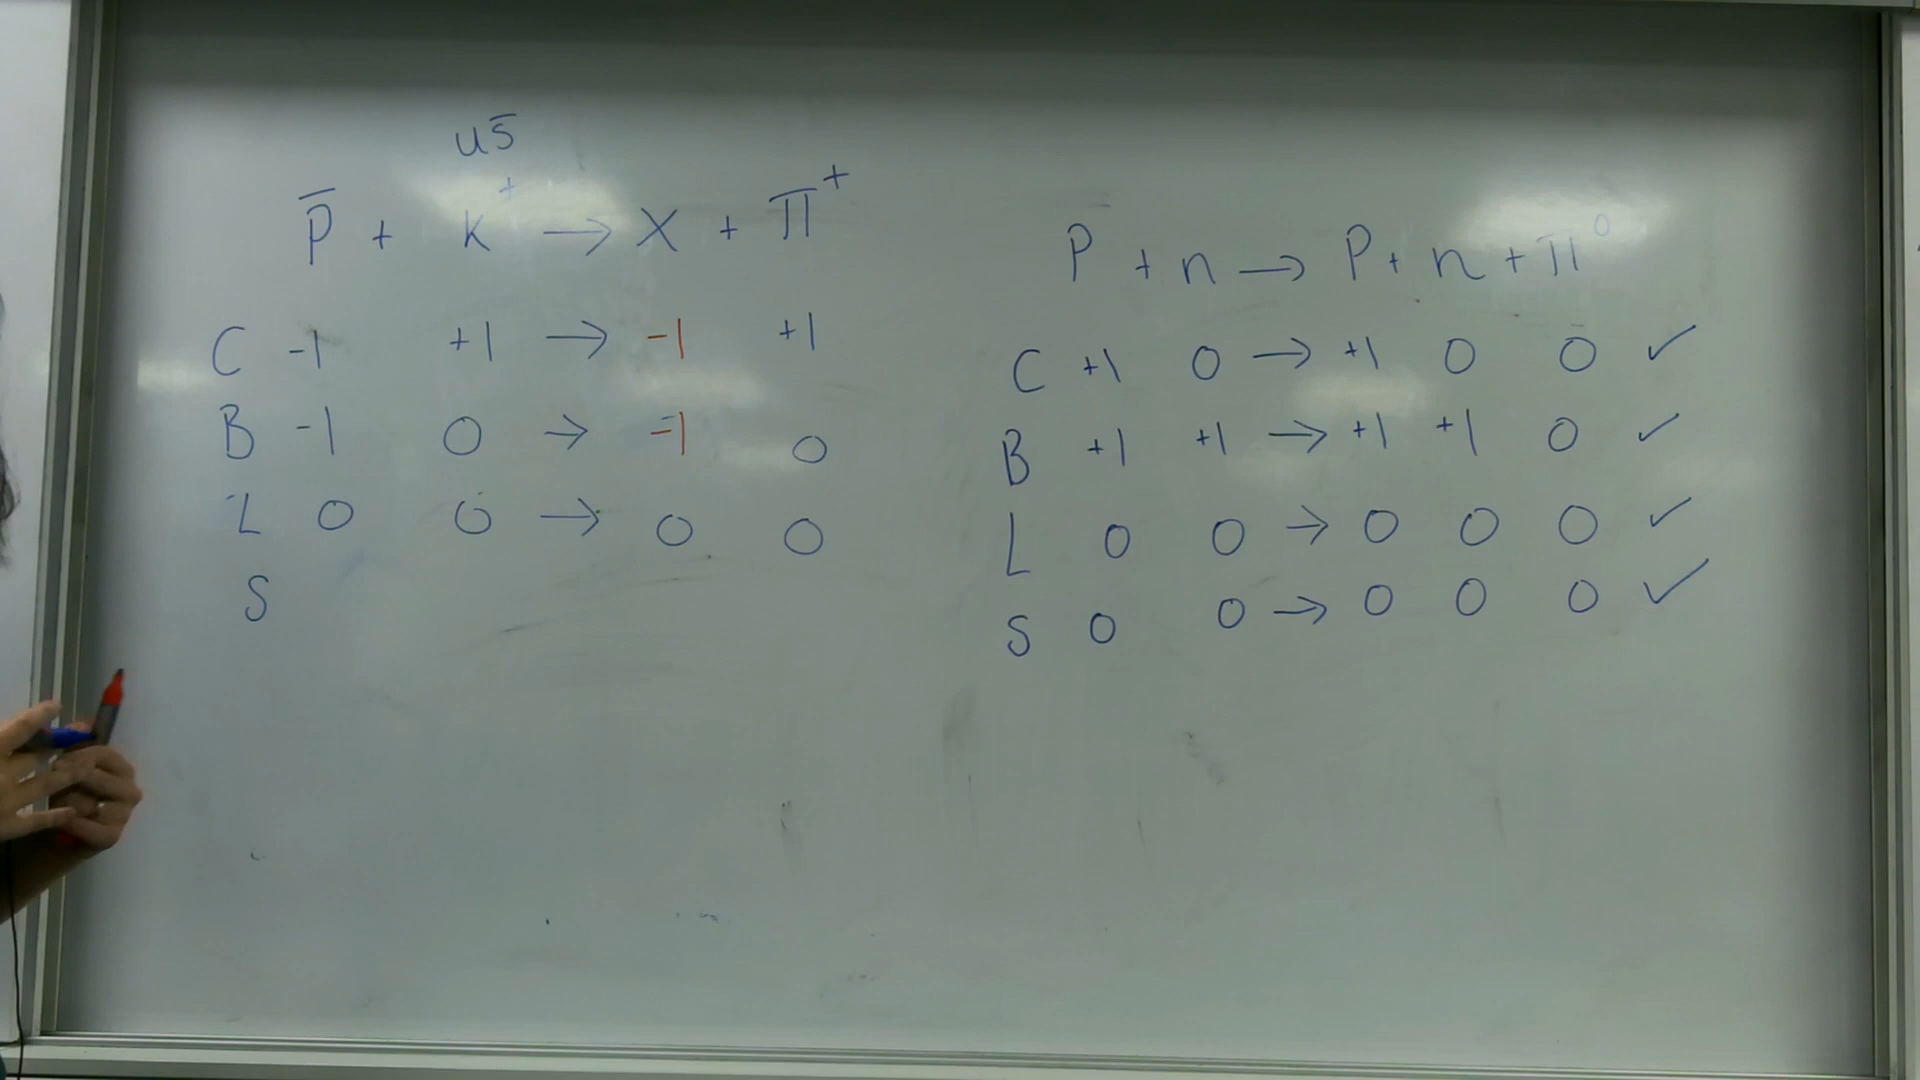 us̅
p̅ + k⁺ → X + π⁺
C -1 +1 → -1 +1
B -1 0 → -1 0
L 0 0 → 0 0
S
P + n → P + n + π⁰
C +1 0 → +1 0 0 ✓
B +1 +1 → +1 +1 0 ✓
L 0 0 → 0 0 0 ✓
S 0 0 → 0 0 0 ✓